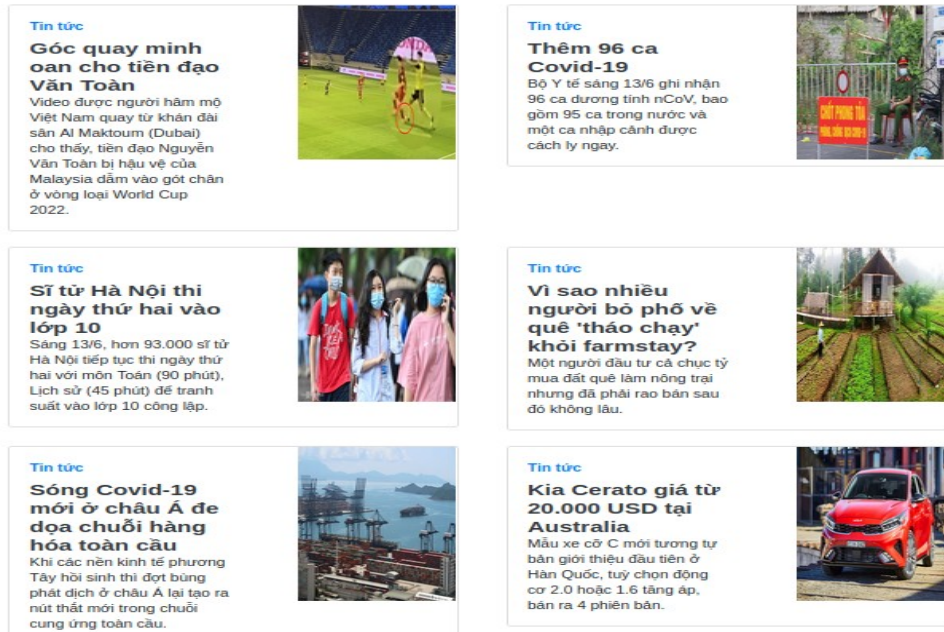 Tin tức
Góc quay minh
oan cho tiền đạo
Văn Toàn
Video được người hâm mộ
Việt Nam quay từ khán đài
sân Al Maktoum (Dubai)
cho thấy, tiền đạo Nguyễn
Văn Toàn bị hậu vệ của
Malaysia dẫm vào gót chân
ở vòng loại World Cup
2022.
Tin tức
Thêm 96 ca
Covid-19
Bộ Y tế sáng 13/6 ghi nhận
96 ca dương tính nCoV, bao
gồm 95 ca trong nước và
một ca nhập cảnh được
cách ly ngay.
CHỐT PHONG TỎA
PHÒNG, CHỐNG DỊCH COVID-19
Tin tức
Sĩ tử Hà Nội thi
ngày thứ hai vào
lớp 10
Sáng 13/6, hơn 93.000 sĩ tử
Hà Nội tiếp tục thi ngày thứ
hai với môn Toán (90 phút),
Lịch sử (45 phút) để tranh
suất vào lớp 10 công lập.
Tin tức
Vì sao nhiều
người bỏ phố về
quê 'tháo chạy'
khỏi farmstay?
Một người đầu tư cả chục tỷ
mua đất quê làm nông trại
nhưng đã phải rao bán sau
đó không lâu.
Tin tức
Sóng Covid-19
mới ở châu Á đe
dọa chuỗi hàng
hóa toàn cầu
Khi các nền kinh tế phương
Tây hồi sinh thì đợt bùng
phát dịch ở châu Á lại tạo ra
nút thắt mới trong chuỗi
cung ứng toàn cầu.
Tin tức
Kia Cerato giá từ
20.000 USD tại
Australia
Mẫu xe cỡ C mới tương tự
bản giới thiệu đầu tiên ở
Hàn Quốc, tuỳ chọn động
cơ 2.0 hoặc 1.6 tăng áp,
bán ra 4 phiên bản.